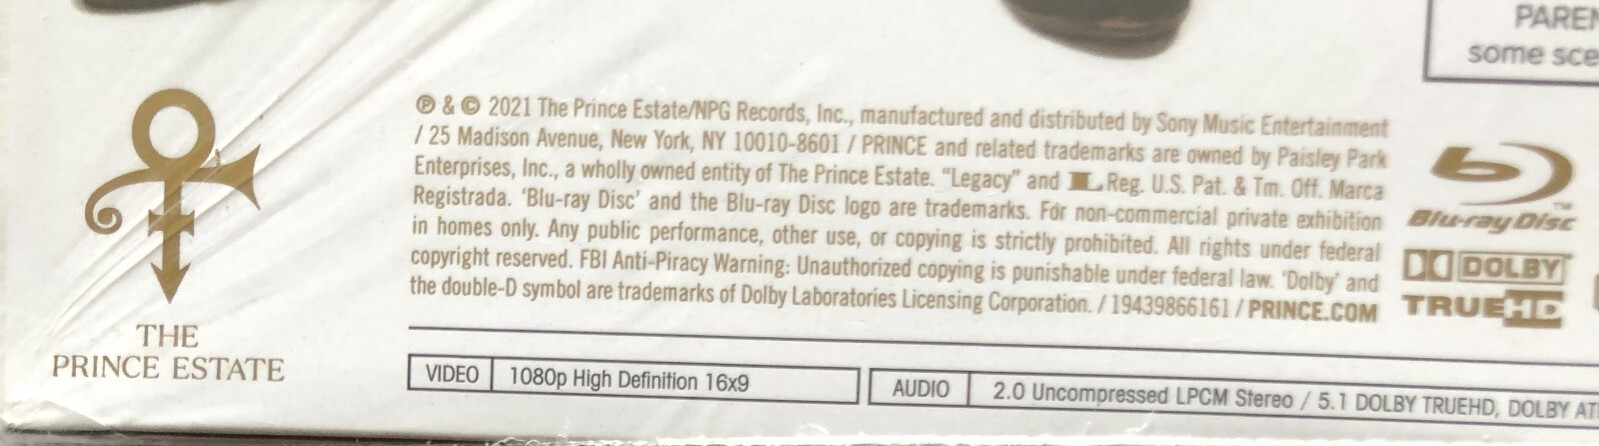 PAREN
some sce
℗ & © 2021 The Prince Estate/NPG Records, Inc., manufactured and distributed by Sony Music Entertainment
/ 25 Madison Avenue, New York, NY 10010-8601 / PRINCE and related trademarks are owned by Paisley Park
Enterprises, Inc., a wholly owned entity of The Prince Estate. “Legacy” and L Reg. U.S. Pat. & Tm. Off. Marca
Registrada. ‘Blu-ray Disc’ and the Blu-ray Disc logo are trademarks. For non-commercial private exhibition
in homes only. Any public performance, other use, or copying is strictly prohibited. All rights under federal
copyright reserved. FBI Anti-Piracy Warning: Unauthorized copying is punishable under federal law. ‘Dolby’ and
the double-D symbol are trademarks of Dolby Laboratories Licensing Corporation. / 19439866161 / PRINCE.COM
Blu-ray Disc™
DOLBY
TRUEHD
THE
PRINCE ESTATE
VIDEO 1080p High Definition 16x9
AUDIO 2.0 Uncompressed LPCM Stereo / 5.1 DOLBY TRUEHD, DOLBY AT